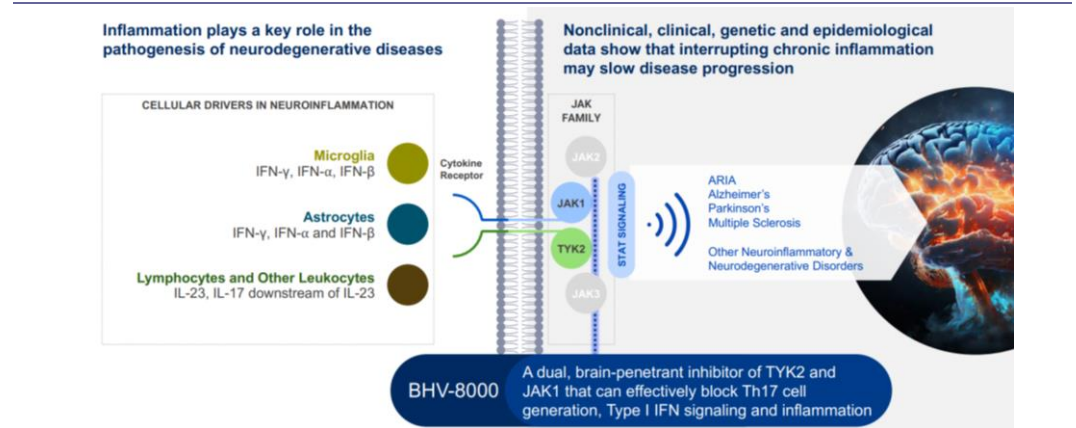 Inflammation plays a key role in the
pathogenesis of neurodegenerative diseases
Nonclinical, clinical, genetic and epidemiological
data show that interrupting chronic inflammation
may slow disease progression
CELLULAR DRIVERS IN NEUROINFLAMMATION
Microglia
IFN-γ, IFN-α, IFN-β
Astrocytes
IFN-γ, IFN-α and IFN-β
Lymphocytes and Other Leukocytes
IL-23, IL-17 downstream of IL-23
Cytokine
Receptor
JAK
FAMILY
JAK2
JAK1
TYK2
JAK3
STAT SIGNALING
ARIA
Alzheimer's
Parkinson's
Multiple Sclerosis
Other Neuroinflammatory &
Neurodegenerative Disorders
BHV-8000
A dual, brain-penetrant inhibitor of TYK2 and
JAK1 that can effectively block Th17 cell
generation, Type I IFN signaling and inflammation